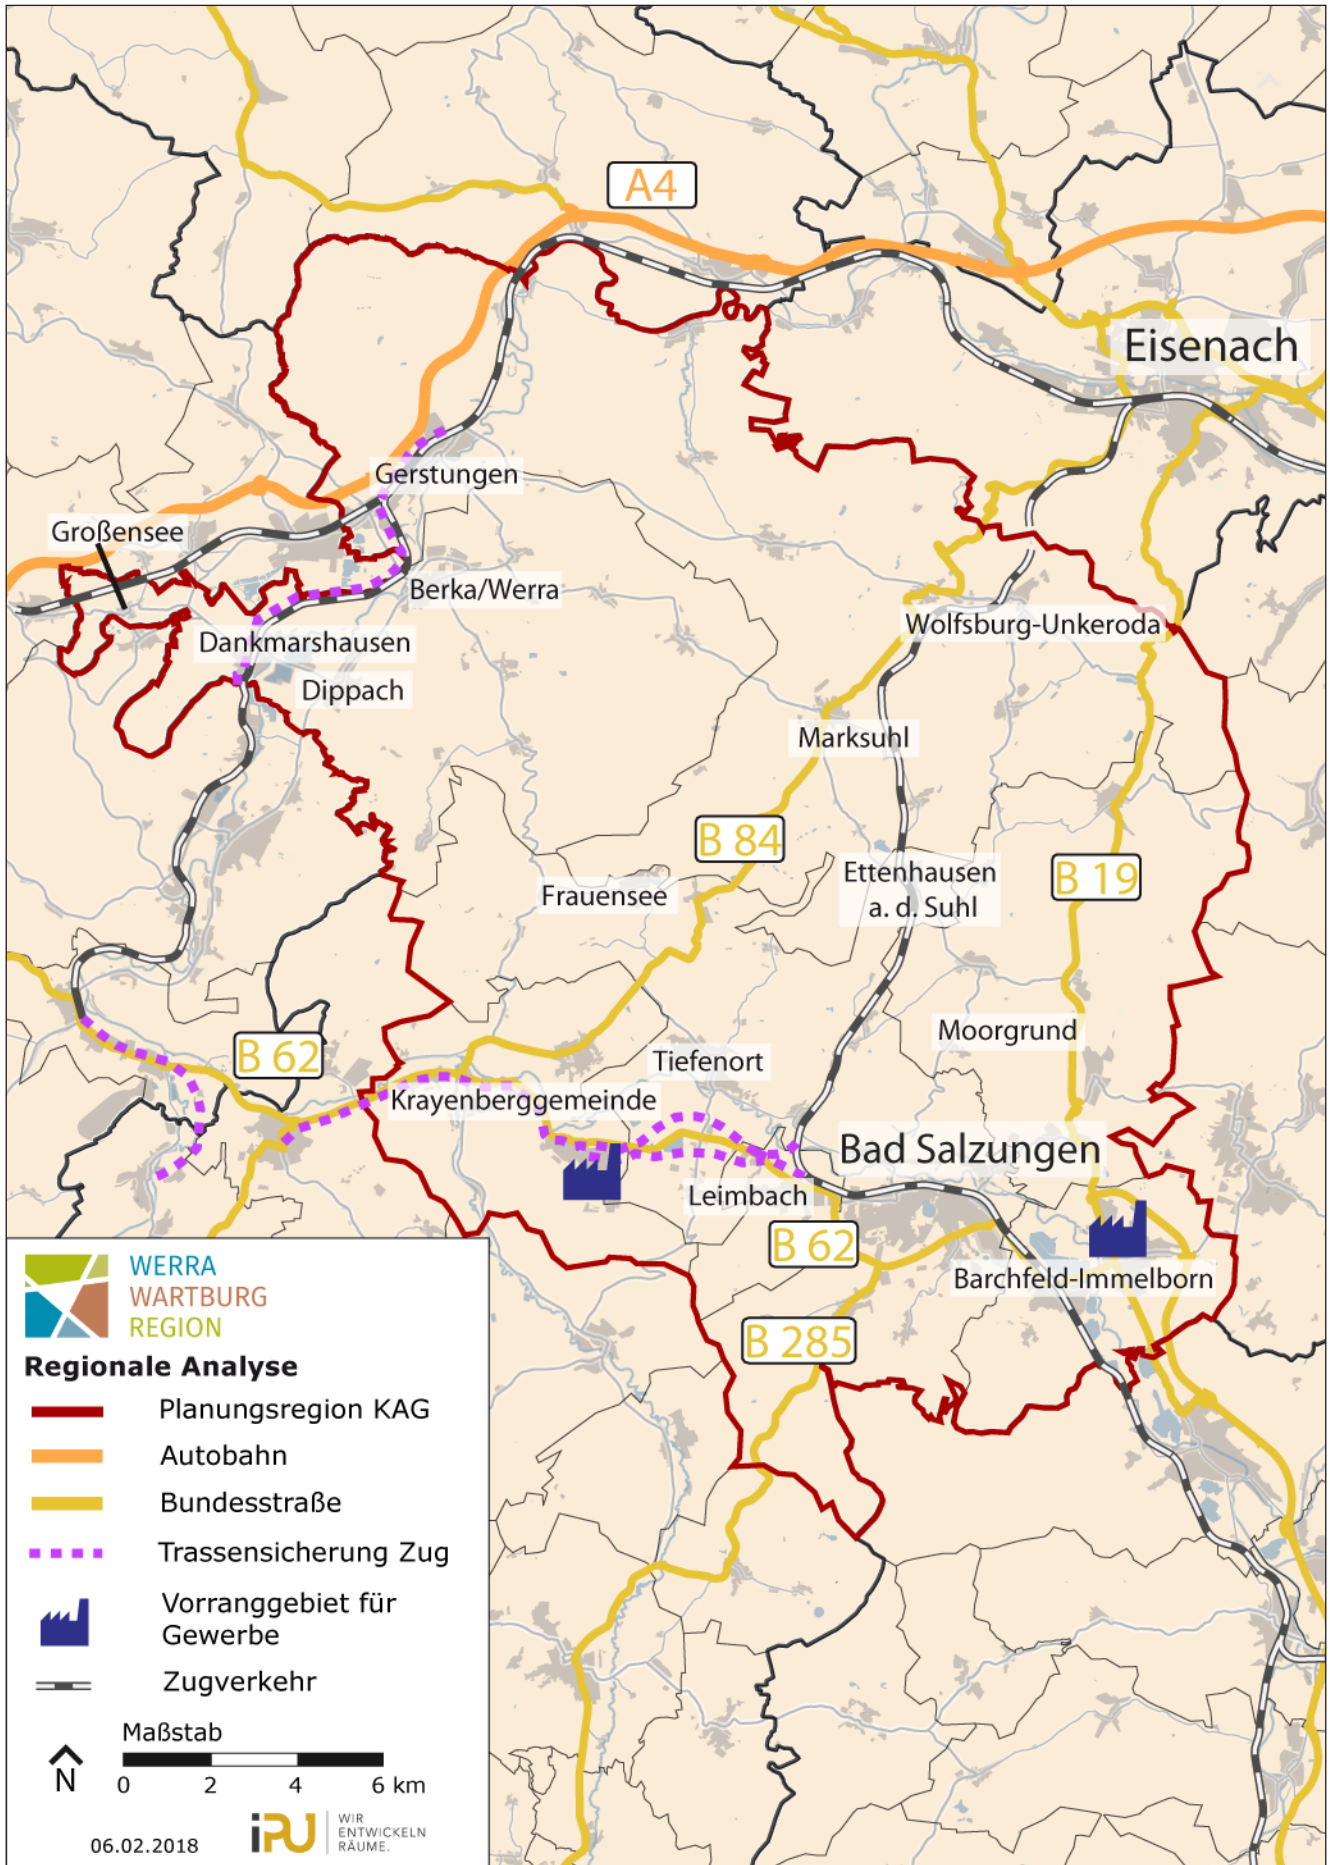 A4
Eisenach
Gerstungen
Großensee
Berka/Werra
Wolfsburg-Unkeroda
Dankmarshausen
Dippach
Marksuhl
B 84
Ettenhausen
a. d. Suhl
B 19
Frauensee
Moorgrund
B 62
Tiefenort
Krayenberggemeinde
Bad Salzungen
Leimbach
B 62
Barchfeld-Immelborn
B 285
WERRA
WARTBURG
REGION
Regionale Analyse
Planungsregion KAG
Autobahn
Bundesstraße
Trassensicherung Zug
Vorranggebiet für
Gewerbe
Zugverkehr
Maßstab
N
0 2 4 6 km
06.02.2018
iPU
WIR
ENTWICKELN
RÄUME.